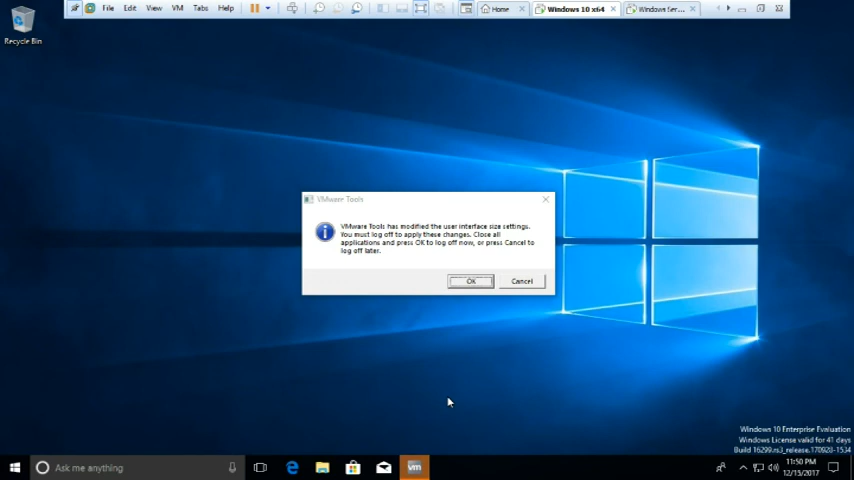 File Edit View VM Tabs Help
Home
Windows 10 x64
Windows Ser...
Recycle Bin
VMware Tools
VMware Tools has modified the user interface size settings.
You must log off to apply these changes. Close all
applications and press OK to log off now, or press Cancel to
log off later.
OK
Cancel
Windows 10 Enterprise Evaluation
Windows License valid for 41 days
Build 16299.rs3_release.170928-1534
Ask me anything
vm
11:50 PM
12/15/2017